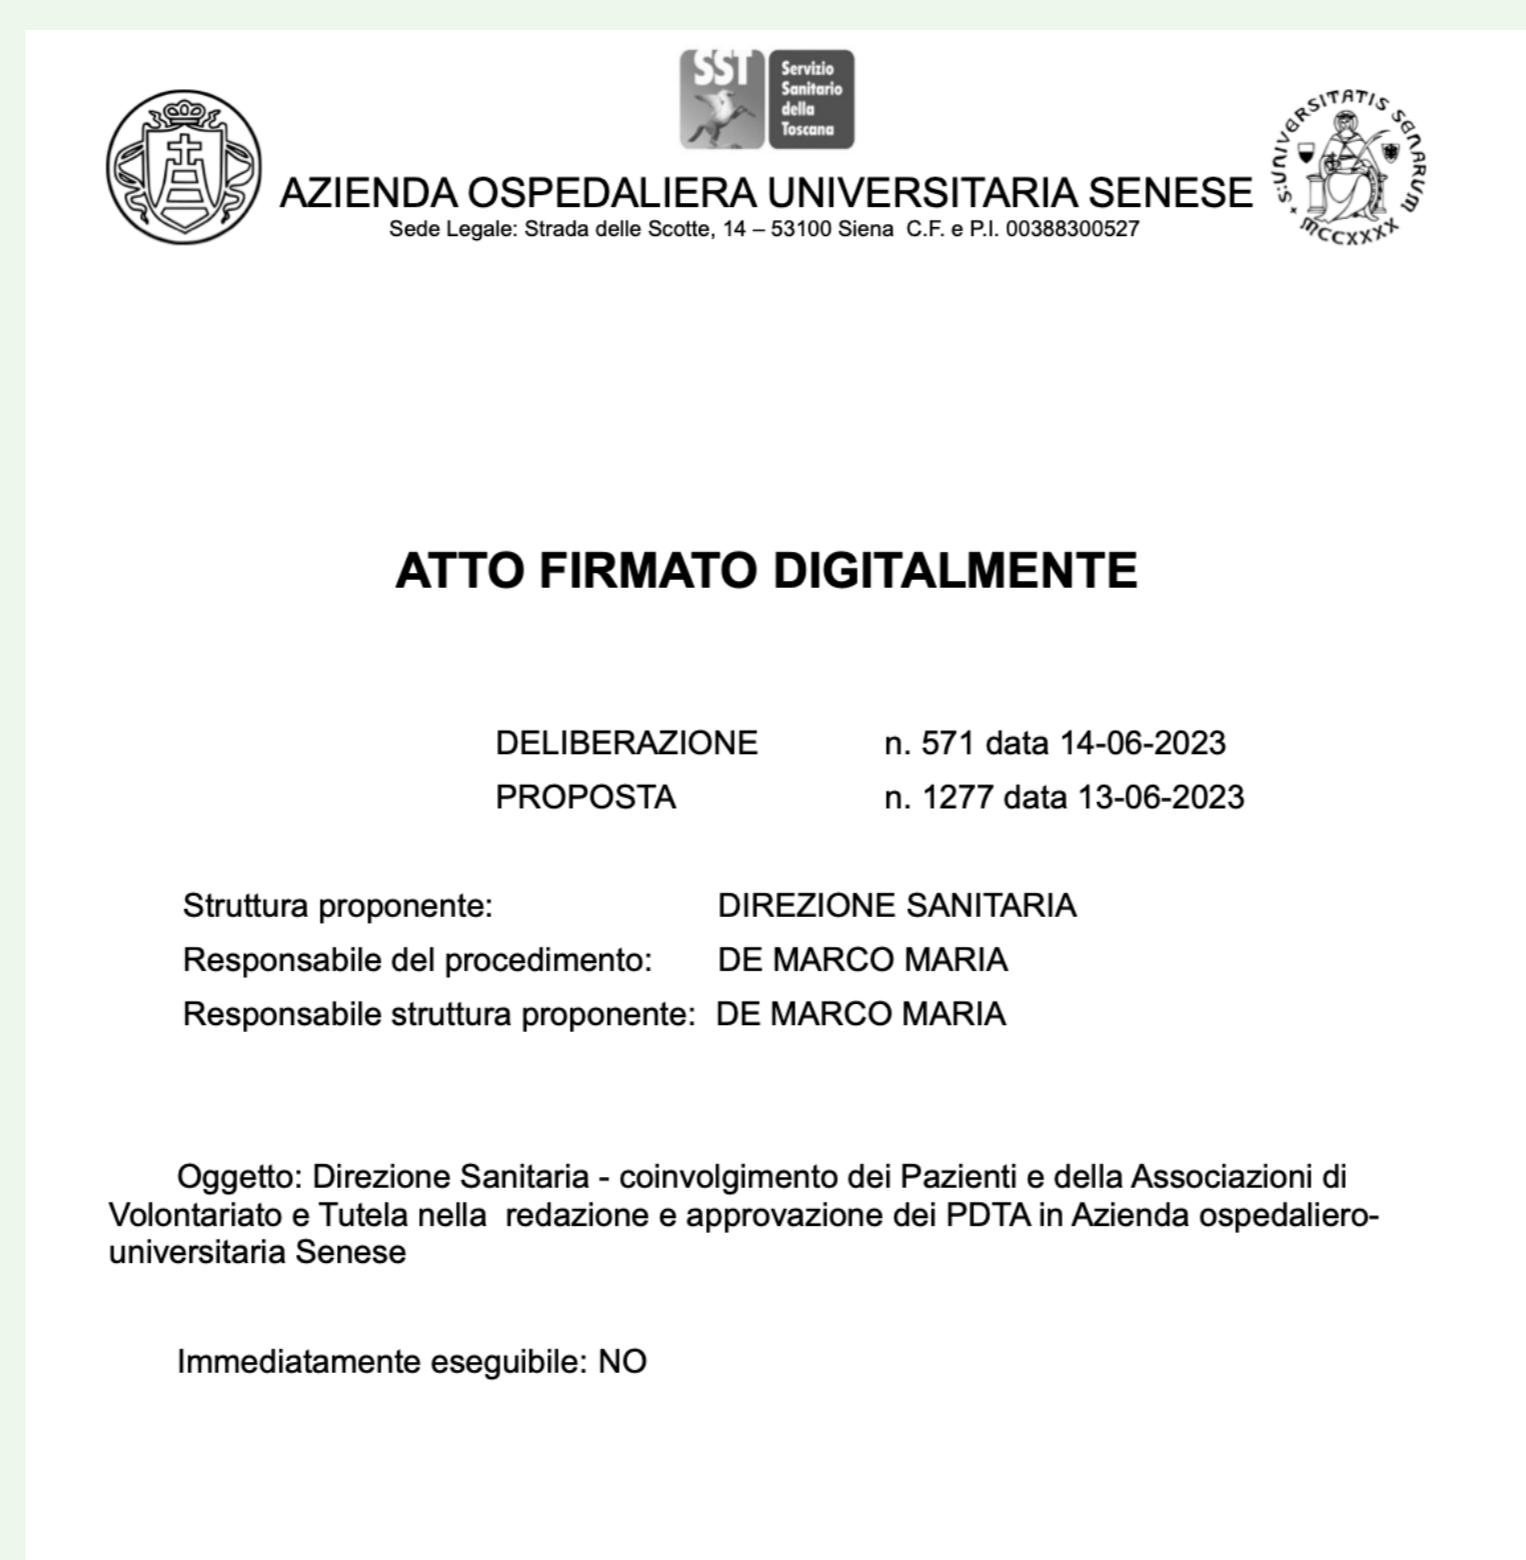 SST
Servizio
Sanitario
della
Toscana
AZIENDA OSPEDALIERA UNIVERSITARIA SENESE
Sede Legale: Strada delle Scotte, 14 – 53100 Siena  C.F. e P.I. 00388300527
S:UNIVERSITATIS SENARVM
MCCXXXX
ATTO FIRMATO DIGITALMENTE
DELIBERAZIONE n. 571 data 14-06-2023
PROPOSTA n. 1277 data 13-06-2023
Struttura proponente: DIREZIONE SANITARIA
Responsabile del procedimento: DE MARCO MARIA
Responsabile struttura proponente: DE MARCO MARIA
Oggetto: Direzione Sanitaria - coinvolgimento dei Pazienti e della Associazioni di
Volontariato e Tutela nella  redazione e approvazione dei PDTA in Azienda ospedaliero-
universitaria Senese
Immediatamente eseguibile: NO